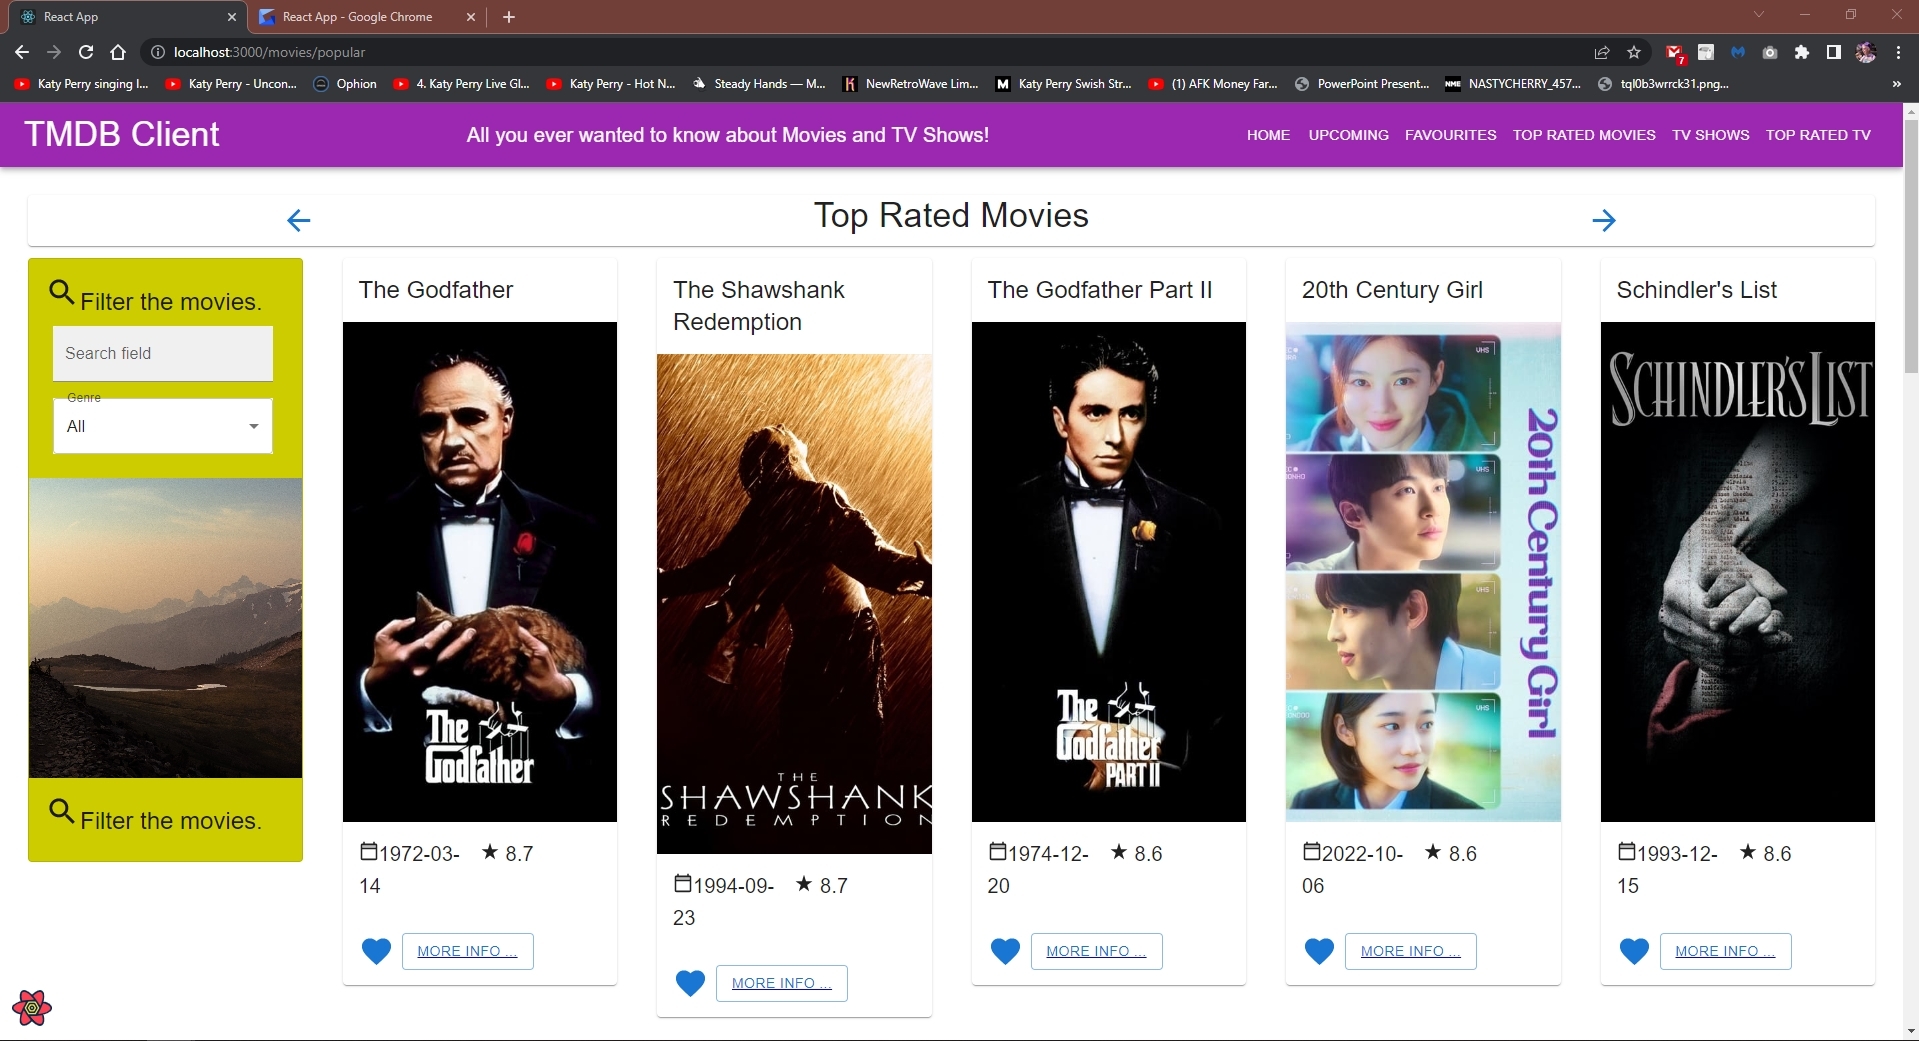 React App
React App - Google Chrome
localhost:3000/movies/popular
7
Katy Perry singing I...
Katy Perry - Uncon...
Ophion
4. Katy Perry Live Gl...
Katy Perry - Hot N...
Steady Hands — M...
NewRetroWave Lim...
Katy Perry Swish Str...
(1) AFK Money Far...
PowerPoint Present...
NME
NASTYCHERRY_457...
tql0b3wrrck31.png...
TMDB Client
All you ever wanted to know about Movies and TV Shows!
HOME
UPCOMING
FAVOURITES
TOP RATED MOVIES
TV SHOWS
TOP RATED TV
Top Rated Movies
Filter the movies.
Search field
Genre
All
Filter the movies.
The Godfather
The
Godfather
1972-03-
14
8.7
MORE INFO ...
The Shawshank
Redemption
THE
SHAWSHANK
REDEMPTION
1994-09-
23
8.7
MORE INFO ...
The Godfather Part II
The
Godfather
PART II
1974-12-
20
8.6
MORE INFO ...
20th Century Girl
VHS
VHS
VHS
VHS
20th Century Girl
2022-10-
06
8.6
MORE INFO ...
Schindler's List
SCHINDLER'S LIST
1993-12-
15
8.6
MORE INFO ...